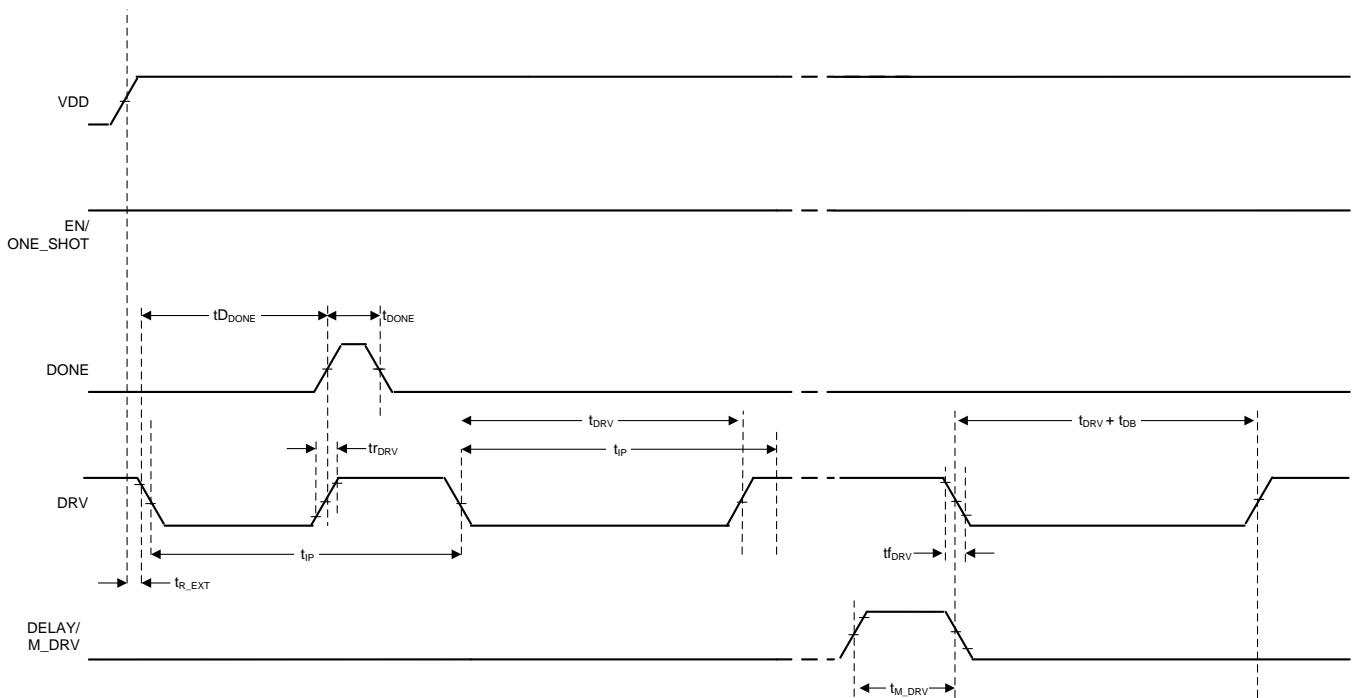 VDD
EN/
ONE_SHOT
tD_DONE
t_DONE
DONE
t_DRV
t_DRV + t_DB
tr_DRV
t_IP
DRV
t_IP
tf_DRV
t_R_EXT
DELAY/
M_DRV
t_M_DRV